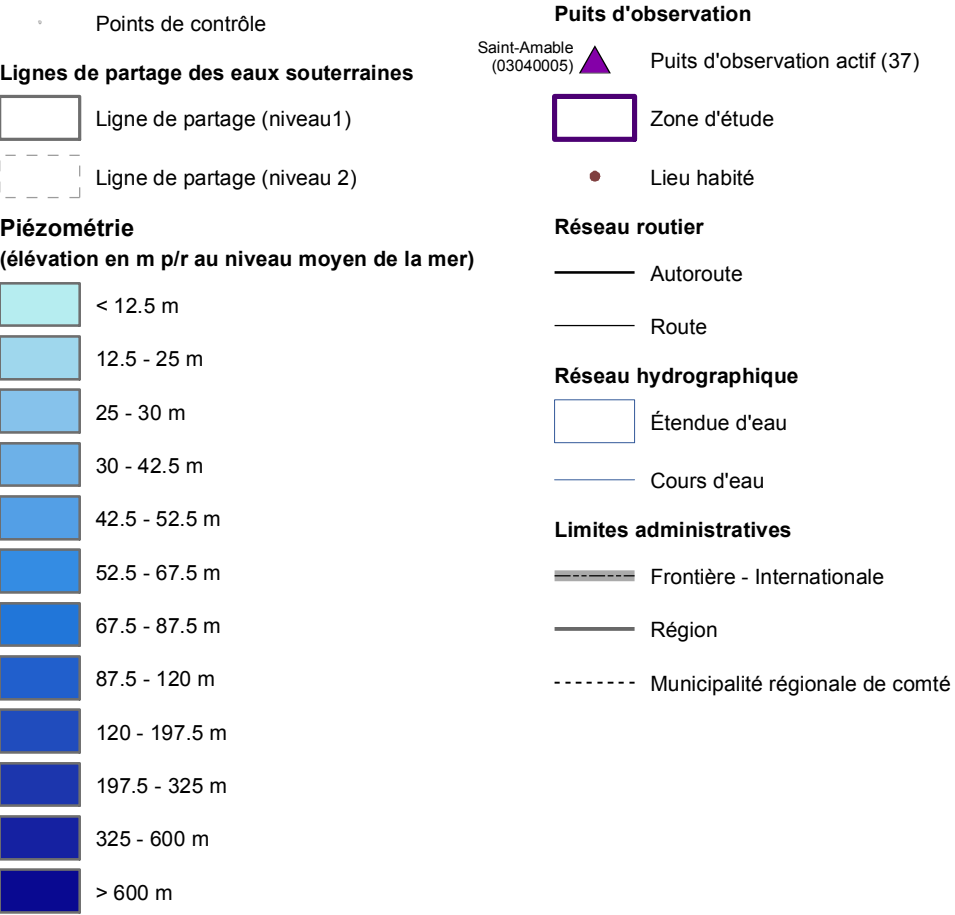 Points de contrôle
Lignes de partage des eaux souterraines
Ligne de partage (niveau1)
Ligne de partage (niveau 2)
Piézométrie
(élévation en m p/r au niveau moyen de la mer)
< 12.5 m
12.5 - 25 m
25 - 30 m
30 - 42.5 m
42.5 - 52.5 m
52.5 - 67.5 m
67.5 - 87.5 m
87.5 - 120 m
120 - 197.5 m
197.5 - 325 m
325 - 600 m
> 600 m
Puits d'observation
Saint-Amable
(03040005)
Puits d'observation actif (37)
Zone d'étude
Lieu habité
Réseau routier
Autoroute
Route
Réseau hydrographique
Étendue d'eau
Cours d'eau
Limites administratives
Frontière - Internationale
Région
Municipalité régionale de comté